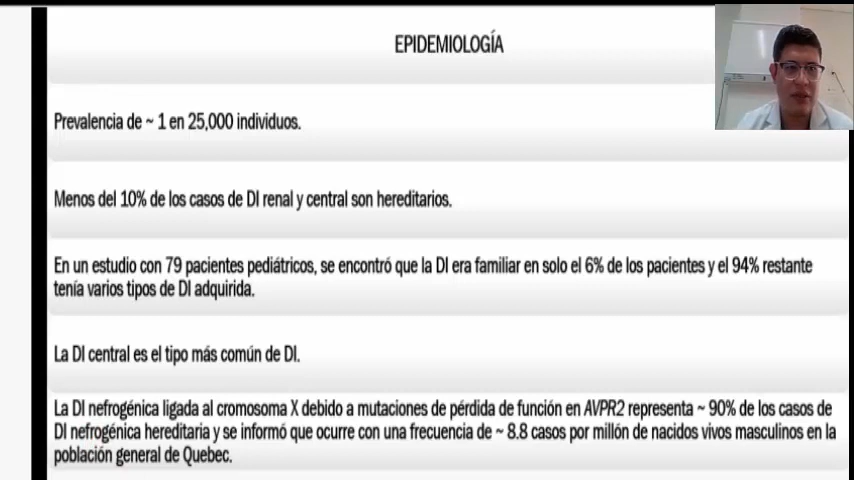 EPIDEMIOLOGÍA
Prevalencia de ~ 1 en 25,000 individuos.
Menos del 10% de los casos de DI renal y central son hereditarios.
En un estudio con 79 pacientes pediátricos, se encontró que la DI era familiar en solo el 6% de los pacientes y el 94% restante
tenía varios tipos de DI adquirida.
La DI central es el tipo más común de DI.
La DI nefrogénica ligada al cromosoma X debido a mutaciones de pérdida de función en AVPR2 representa ~ 90% de los casos de
DI nefrogénica hereditaria y se informó que ocurre con una frecuencia de ~ 8.8 casos por millón de nacidos vivos masculinos en la
población general de Quebec.